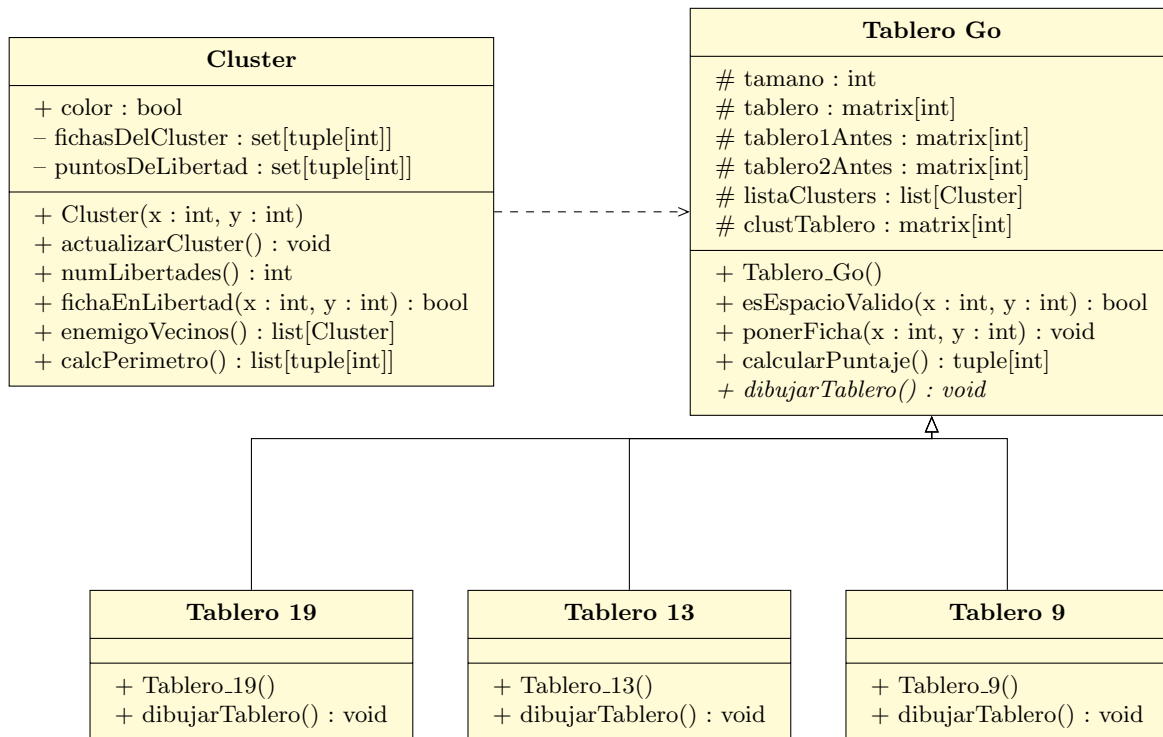 Cluster
+ color : bool
– fichasDelCluster : set[tuple[int]]
– puntosDeLibertad : set[tuple[int]]
+ Cluster(x : int, y : int)
+ actualizarCluster() : void
+ numLibertades() : int
+ fichaEnLibertad(x : int, y : int) : bool
+ enemigoVecinos() : list[Cluster]
+ calcPerimetro() : list[tuple[int]]
Tablero Go
# tamano : int
# tablero : matrix[int]
# tablero1Antes : matrix[int]
# tablero2Antes : matrix[int]
# listaClusters : list[Cluster]
# clustTablero : matrix[int]
+ Tablero_Go()
+ esEspacioValido(x : int, y : int) : bool
+ ponerFicha(x : int, y : int) : void
+ calcularPuntaje() : tuple[int]
+ dibujarTablero() : void
Tablero 19
+ Tablero_19()
+ dibujarTablero() : void
Tablero 13
+ Tablero_13()
+ dibujarTablero() : void
Tablero 9
+ Tablero_9()
+ dibujarTablero() : void